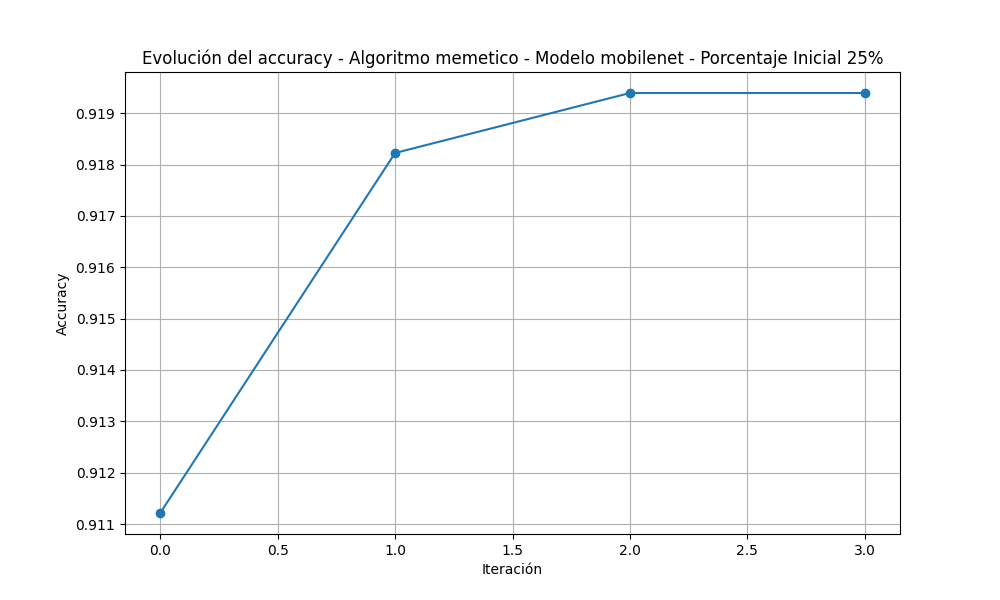 Evolución del accuracy - Algoritmo memetico - Modelo mobilenet - Porcentaje Inicial 25%
0.919
0.918
0.917
0.916
0.915
0.914
0.913
0.912
0.911
Accuracy
0.0 0.5 1.0 1.5 2.0 2.5 3.0
Iteración